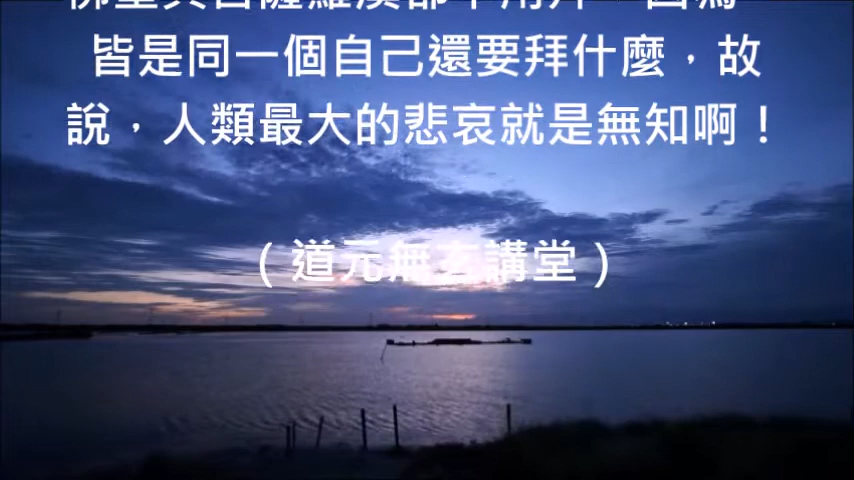 皆是同一個自己還要拜什麼，故
說，人類最大的悲哀就是無知啊！
（道元無玄講堂）